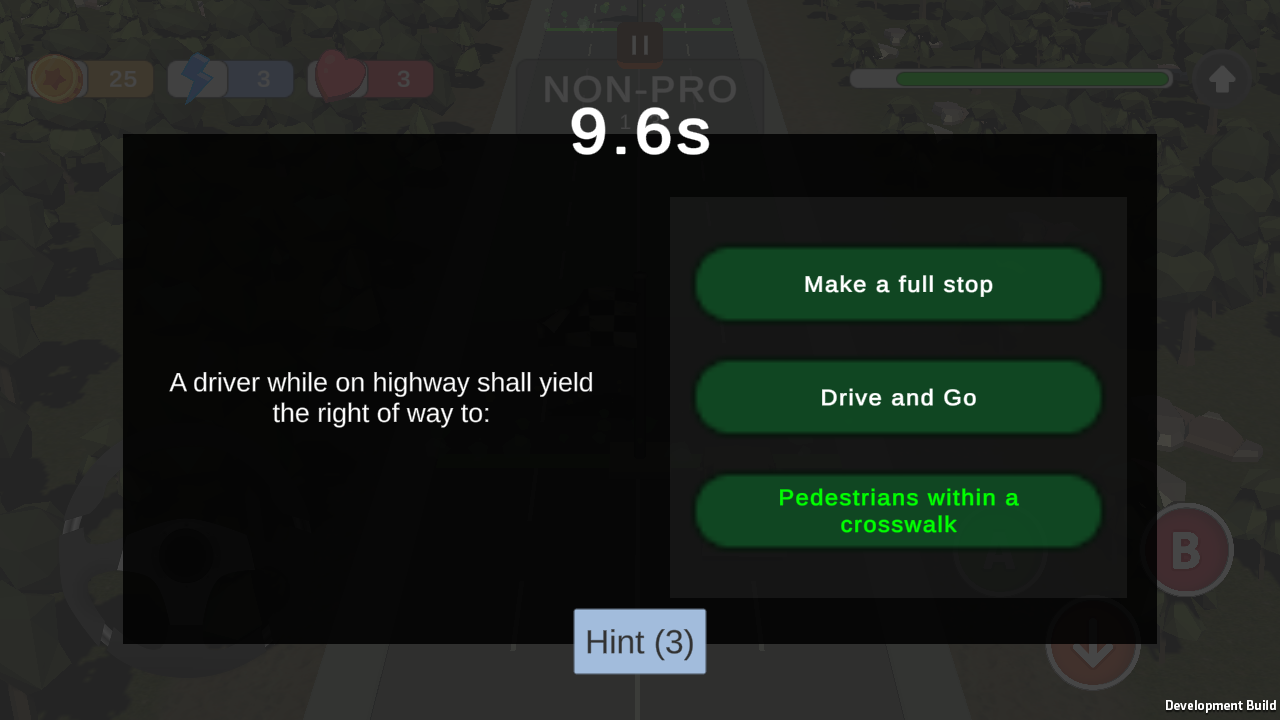 25
3
3
NON-PRO
9.6s
A driver while on highway shall yield
the right of way to:
Make a full stop
Drive and Go
Pedestrians within a
crosswalk
B
Hint (3)
Development Build